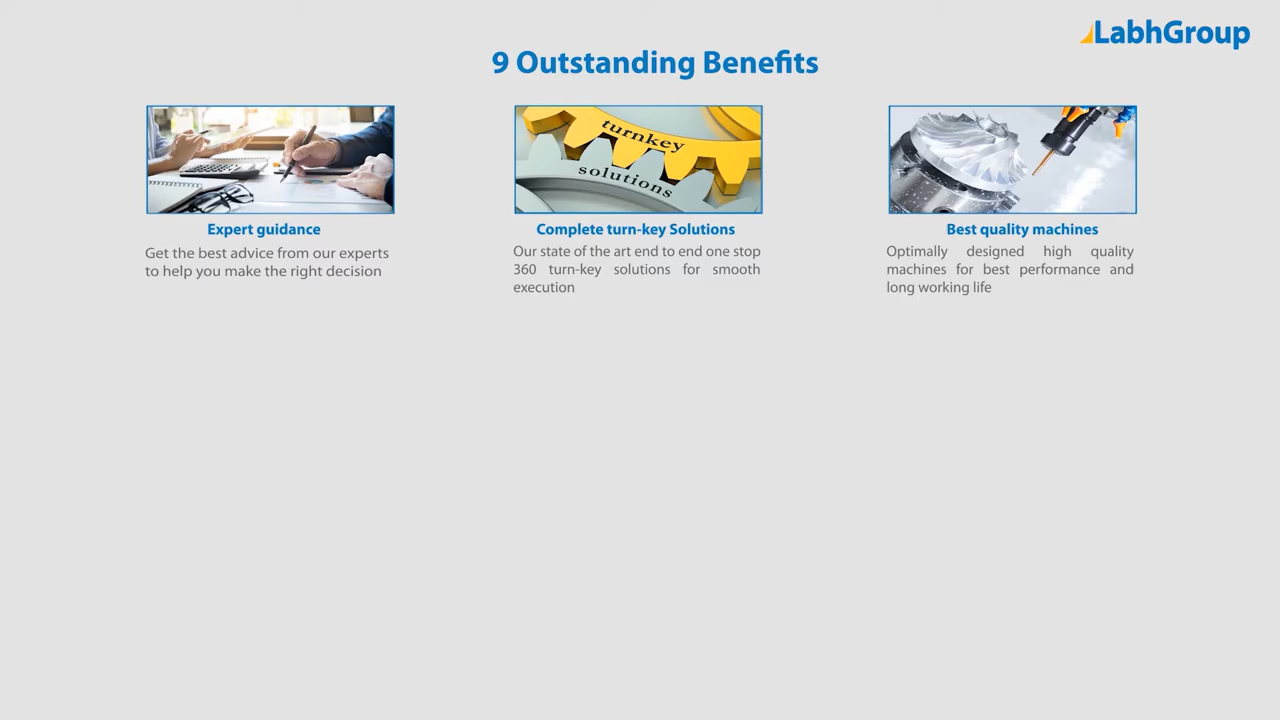 LabhGroup
9 Outstanding Benefits
turnkey
solutions
Expert guidance
Get the best advice from our experts
to help you make the right decision
Complete turn-key Solutions
Our state of the art end to end one stop
360 turn-key solutions for smooth
execution
Best quality machines
Optimally designed high quality
machines for best performance and
long working life